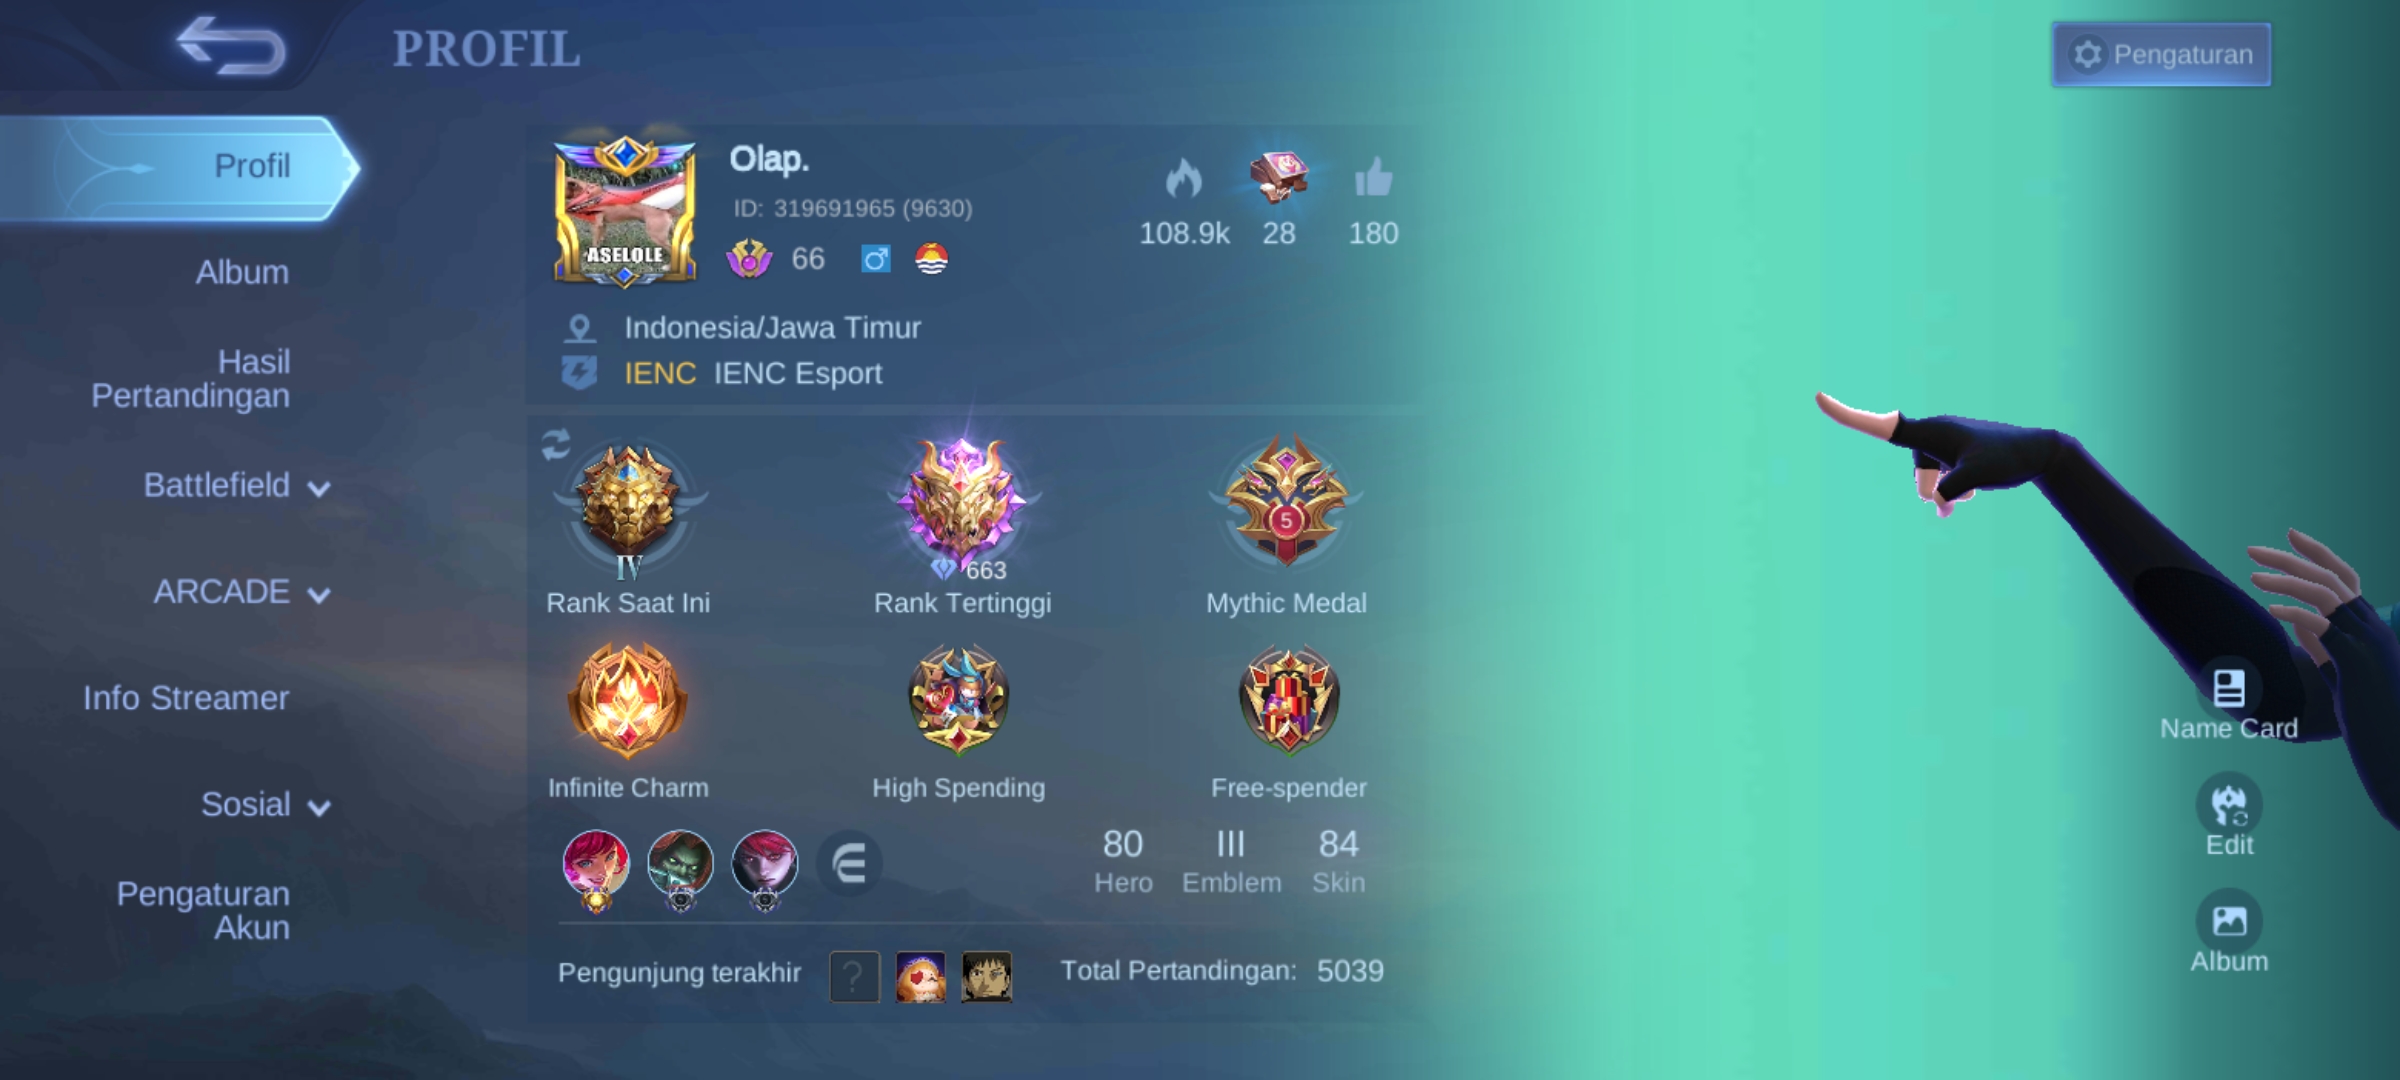 PROFIL
Pengaturan
Profil
Album
Hasil
Pertandingan
Battlefield
ARCADE
Info Streamer
Sosial
Pengaturan
Akun
ASELOLE
Olap.
ID: 319691965 (9630)
66
108.9k
28
180
Indonesia/Jawa Timur
IENC IENC Esport
IV
663
5
Rank Saat Ini
Rank Tertinggi
Mythic Medal
Infinite Charm
High Spending
Free-spender
80
III
84
Hero
Emblem
Skin
Pengunjung terakhir
?
Total Pertandingan: 5039
Name Card
Edit
Album